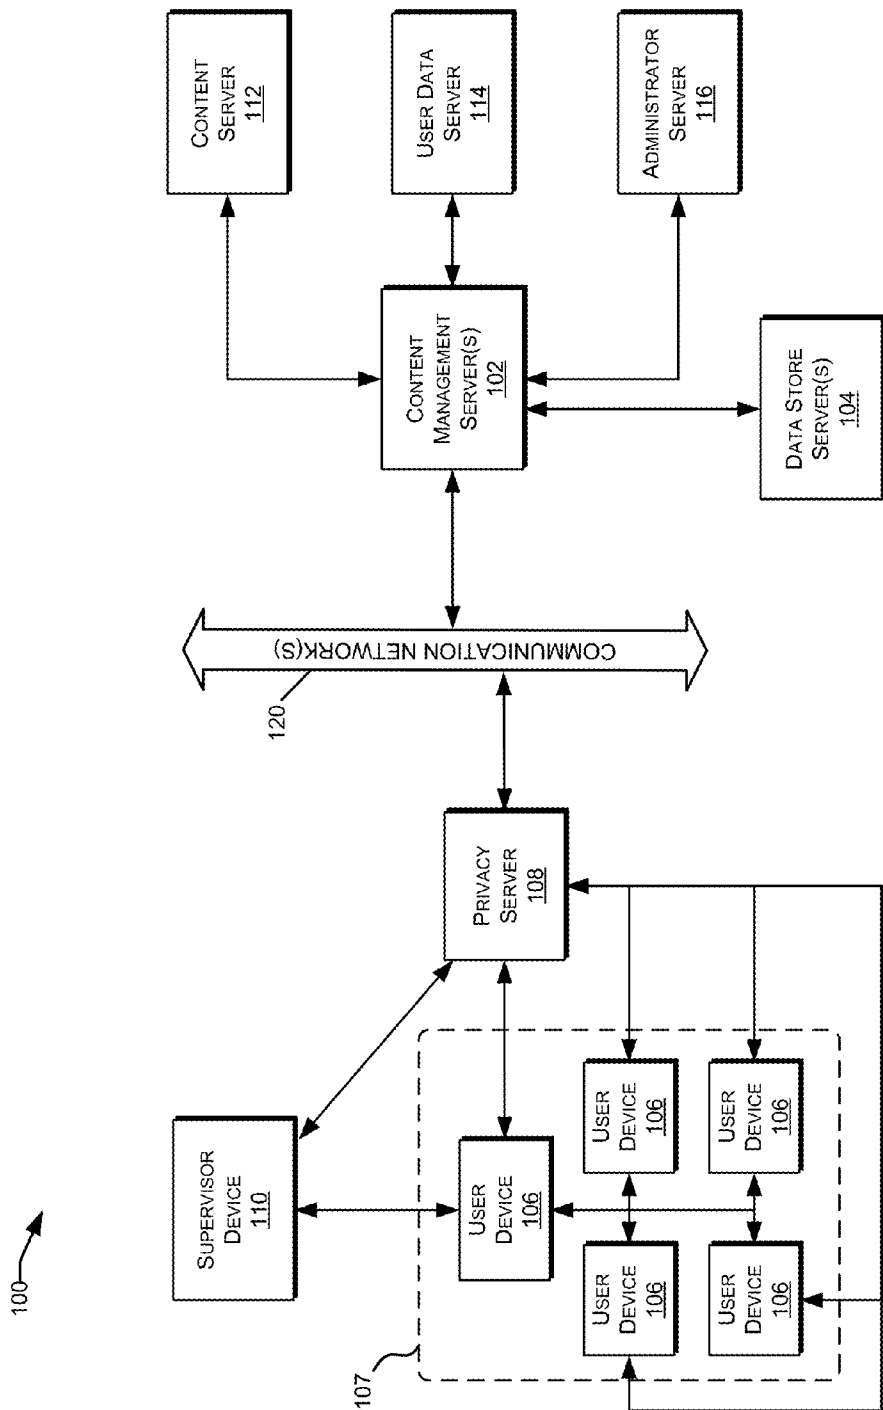 100
SUPERVISOR
DEVICE
110
107
USER
DEVICE
106
USER
DEVICE
106
USER
DEVICE
106
USER
DEVICE
106
USER
DEVICE
106
PRIVACY
SERVER
108
120
COMMUNICATION NETWORK(S)
CONTENT
MANAGEMENT
SERVER(S)
102
DATA STORE
SERVER(S)
104
CONTENT
SERVER
112
USER DATA
SERVER
114
ADMINISTRATOR
SERVER
116